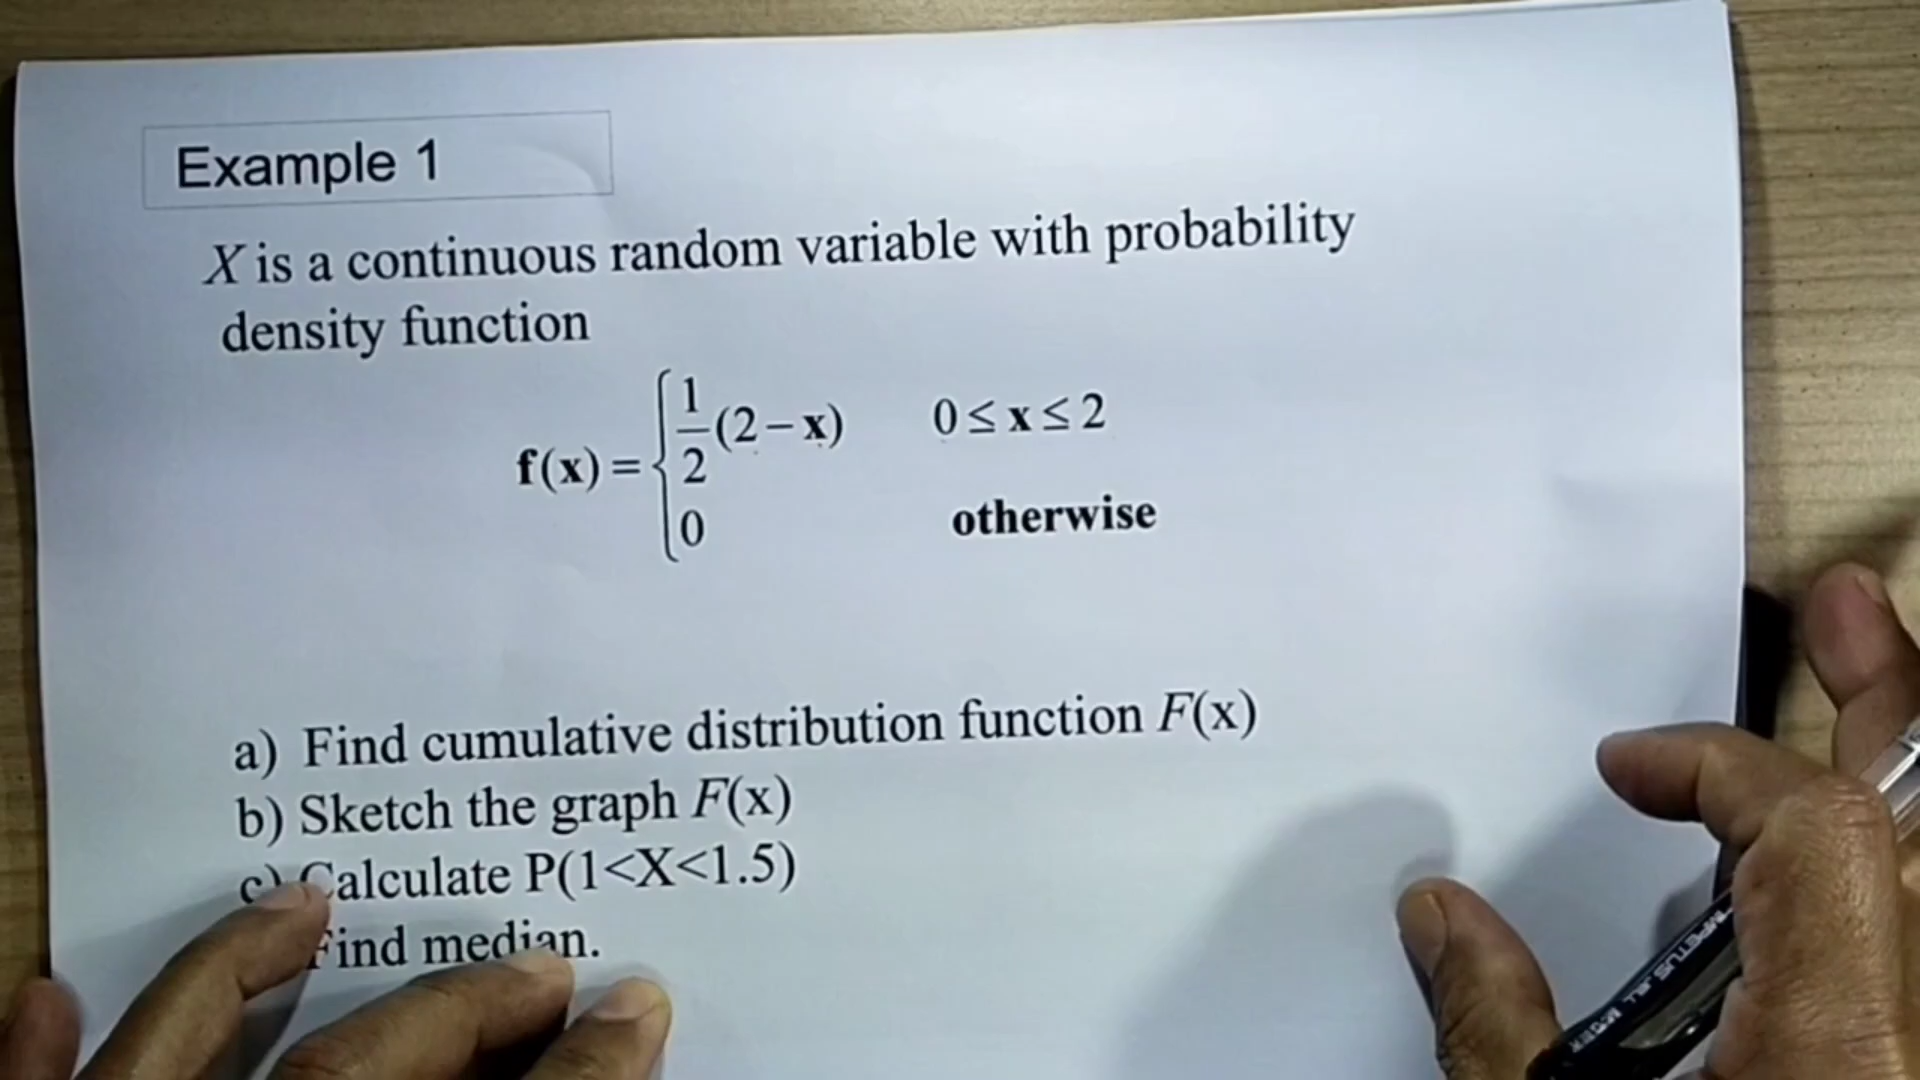 Example 1
X is a continuous random variable with probability
density function
f(x) = { 1/2 (2 – x)    0 ≤ x ≤ 2
0    otherwise
a) Find cumulative distribution function F(x)
b) Sketch the graph F(x)
c) Calculate P(1<X<1.5)
Find median.